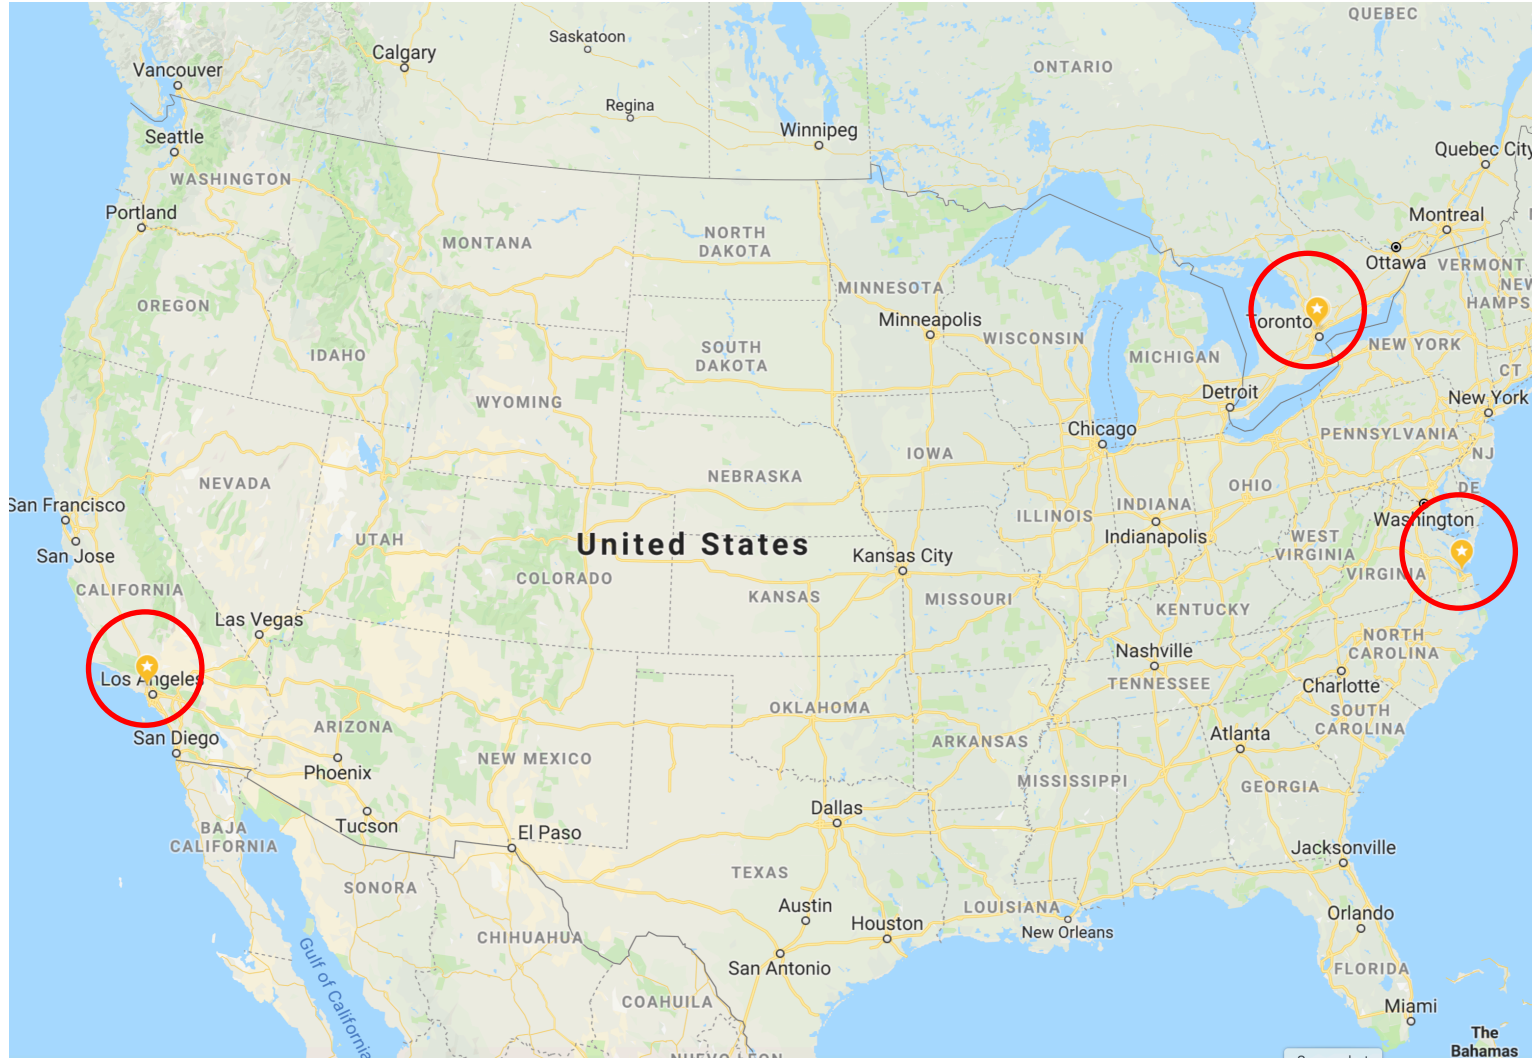 QUEBEC
Saskatoon
Calgary
ONTARIO
Vancouver
Regina
Winnipeg
Seattle
Quebec City
WASHINGTON
Portland
Montreal
NORTH
DAKOTA
MONTANA
Ottawa
VERMONT
MINNESOTA
NEW
HAMPS
OREGON
Minneapolis
Toronto
WISCONSIN
NEW YORK
SOUTH
DAKOTA
IDAHO
MICHIGAN
CT
Detroit
New York
WYOMING
Chicago
PENNSYLVANIA
IOWA
NJ
NEBRASKA
NEVADA
OHIO
DE
San Francisco
INDIANA
ILLINOIS
Washington
Indianapolis
WEST
VIRGINIA
UTAH
United States
San Jose
Kansas City
COLORADO
VIRGINIA
CALIFORNIA
KANSAS
MISSOURI
KENTUCKY
Las Vegas
NORTH
CAROLINA
Nashville
Los Angeles
TENNESSEE
Charlotte
OKLAHOMA
SOUTH
CAROLINA
ARIZONA
San Diego
Atlanta
ARKANSAS
NEW MEXICO
Phoenix
MISSISSIPPI
GEORGIA
Dallas
Tucson
El Paso
BAJA
CALIFORNIA
Jacksonville
TEXAS
SONORA
Austin
LOUISIANA
Houston
Orlando
New Orleans
CHIHUAHUA
Gulf of California
San Antonio
FLORIDA
COAHUILA
Miami
The
Bahamas
NUEVO LEON